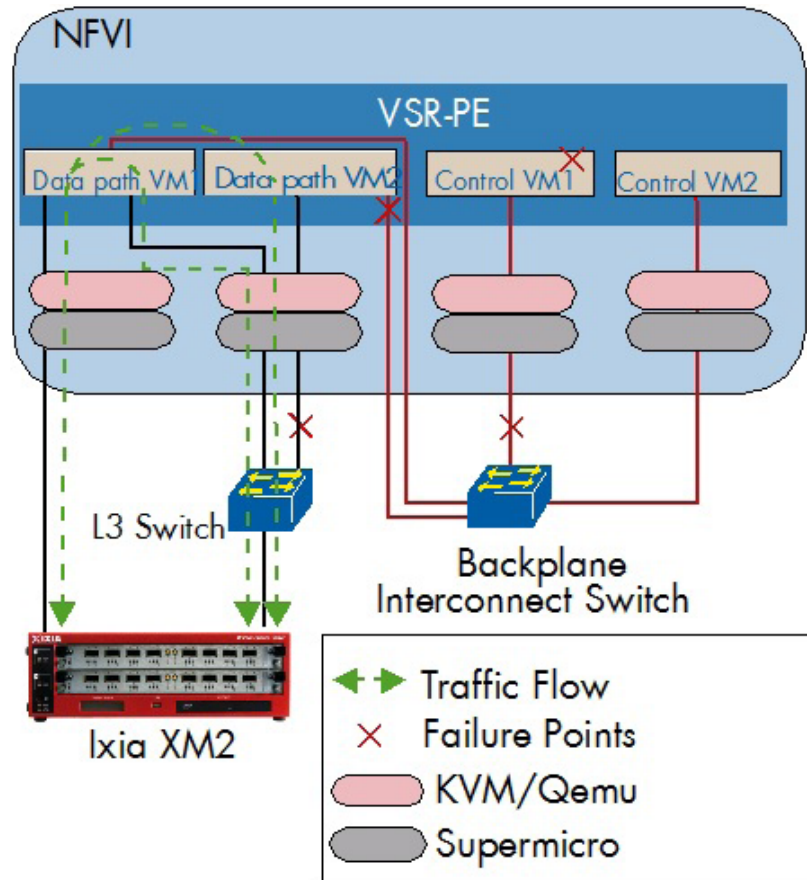 NFVI
VSR-PE
Data path VM1
Data path VM2
Control VM1
Control VM2
L3 Switch
Backplane
Interconnect Switch
XIXIA
Ixia XM2
Traffic Flow
Failure Points
KVM/Qemu
Supermicro